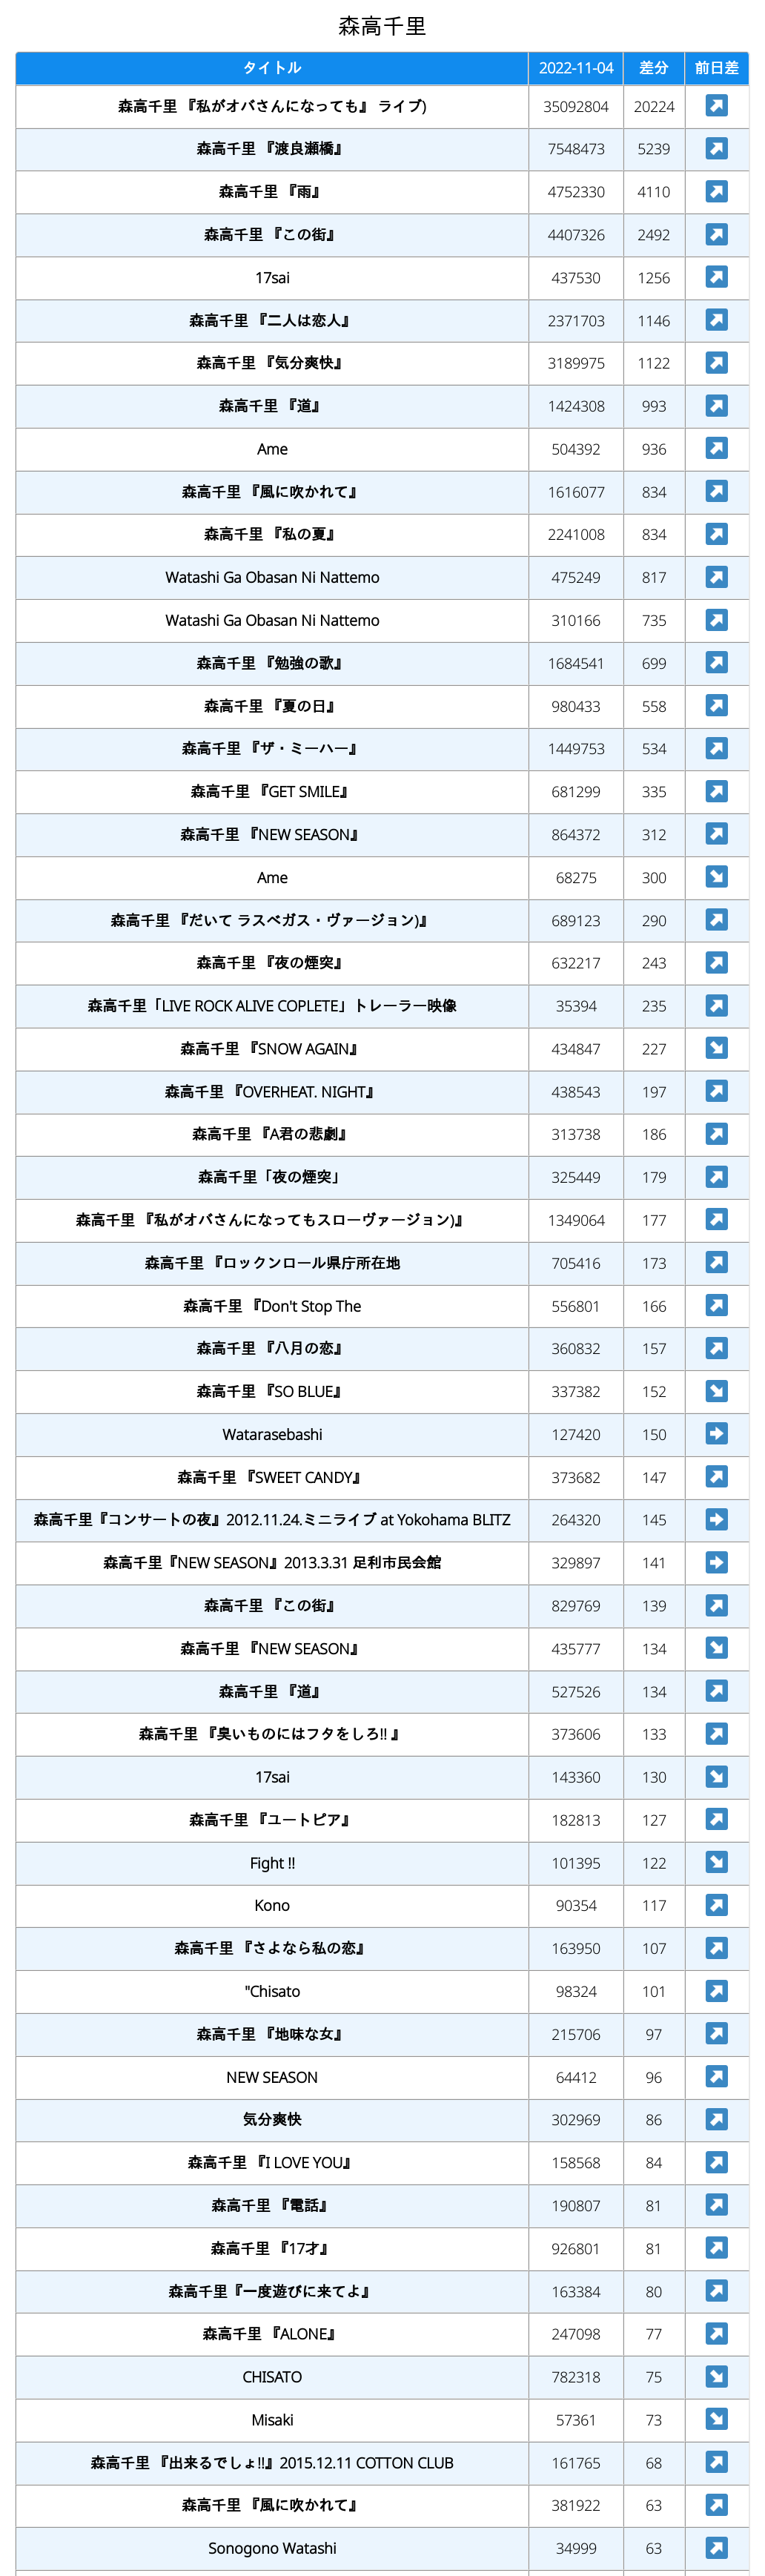 森高千里
タイトル 2022-11-04 差分 前日差
森高千里 『私がオバさんになっても』 ライブ) 35092804 20224
森高千里 『渡良瀬橋』 7548473 5239
森高千里 『雨』 4752330 4110
森高千里 『この街』 4407326 2492
17sai 437530 1256
森高千里 『二人は恋人』 2371703 1146
森高千里 『気分爽快』 3189975 1122
森高千里 『道』 1424308 993
Ame 504392 936
森高千里 『風に吹かれて』 1616077 834
森高千里 『私の夏』 2241008 834
Watashi Ga Obasan Ni Nattemo 475249 817
Watashi Ga Obasan Ni Nattemo 310166 735
森高千里 『勉強の歌』 1684541 699
森高千里 『夏の日』 980433 558
森高千里 『ザ・ミーハー』 1449753 534
森高千里 『GET SMILE』 681299 335
森高千里 『NEW SEASON』 864372 312
Ame 68275 300
森高千里 『だいて ラスベガス・ヴァージョン)』 689123 290
森高千里 『夜の煙突』 632217 243
森高千里「LIVE ROCK ALIVE COPLETE」トレーラー映像 35394 235
森高千里 『SNOW AGAIN』 434847 227
森高千里 『OVERHEAT. NIGHT』 438543 197
森高千里 『A君の悲劇』 313738 186
森高千里「夜の煙突」 325449 179
森高千里 『私がオバさんになってもスローヴァージョン)』 1349064 177
森高千里 『ロックンロール県庁所在地 705416 173
森高千里 『Don't Stop The 556801 166
森高千里 『八月の恋』 360832 157
森高千里 『SO BLUE』 337382 152
Watarasebashi 127420 150
森高千里 『SWEET CANDY』 373682 147
森高千里『コンサートの夜』2012.11.24.ミニライブ at Yokohama BLITZ 264320 145
森高千里『NEW SEASON』2013.3.31 足利市民会館 329897 141
森高千里 『この街』 829769 139
森高千里 『NEW SEASON』 435777 134
森高千里 『道』 527526 134
森高千里 『臭いものにはフタをしろ!! 』 373606 133
17sai 143360 130
森高千里 『ユートピア』 182813 127
Fight !! 101395 122
Kono 90354 117
森高千里 『さよなら私の恋』 163950 107
"Chisato 98324 101
森高千里 『地味な女』 215706 97
NEW SEASON 64412 96
気分爽快 302969 86
森高千里 『I LOVE YOU』 158568 84
森高千里 『電話』 190807 81
森高千里 『17才』 926801 81
森高千里『一度遊びに来てよ』 163384 80
森高千里 『ALONE』 247098 77
CHISATO 782318 75
Misaki 57361 73
森高千里 『出来るでしょ!!』2015.12.11 COTTON CLUB 161765 68
森高千里 『風に吹かれて』 381922 63
Sonogono Watashi 34999 63